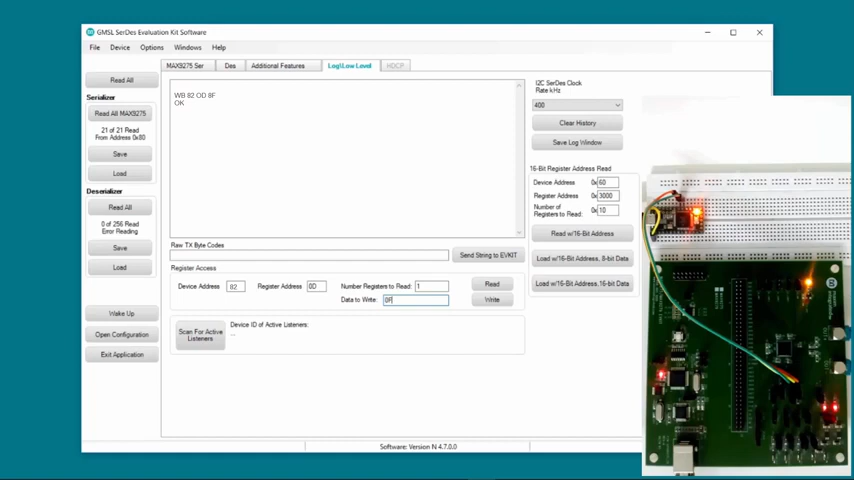 GMSL SerDes Evaluation Kit Software
File Device Options Windows Help
MAX9275 Ser Des Additional Features Log\Low Level HDCP
Read All
Serializer
Read All MAX9275
21 of 21 Read
From Address 0x80
Save
Load
Deserializer
Read All
0 of 256 Read
Error Reading
Save
Load
Wake Up
Open Configuration
Exit Application
WB 82 0D 8F
OK
Raw TX Byte Codes
Send String to EVKIT
Register Access
Device Address 82 Register Address 0D Number Registers to Read: 1 Read
Data to Write: 0F Write
Scan For Active
Listeners
Device ID of Active Listeners:
...
I2C SerDes Clock
Rate kHz
400
Clear History
Save Log Window
16-Bit Register Address Read
Device Address 0x 60
Register Address 0x 3000
Number of
Registers to Read: 0x 10
Read w/16-Bit Address
Load w/16-Bit Address, 8-bit Data
Load w/16-Bit Address,16-bit Data
Software: Version N 4.7.0.0